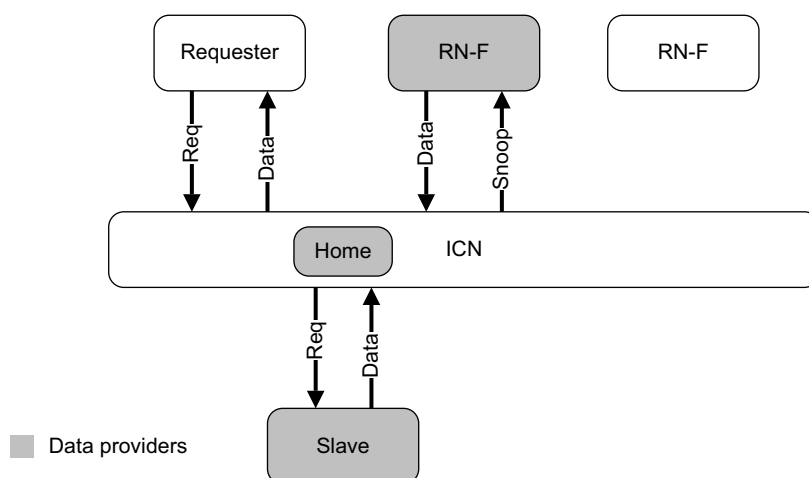 Requester
RN-F
RN-F
Req
Data
Data
Snoop
Home
ICN
Req
Data
Slave
Data providers